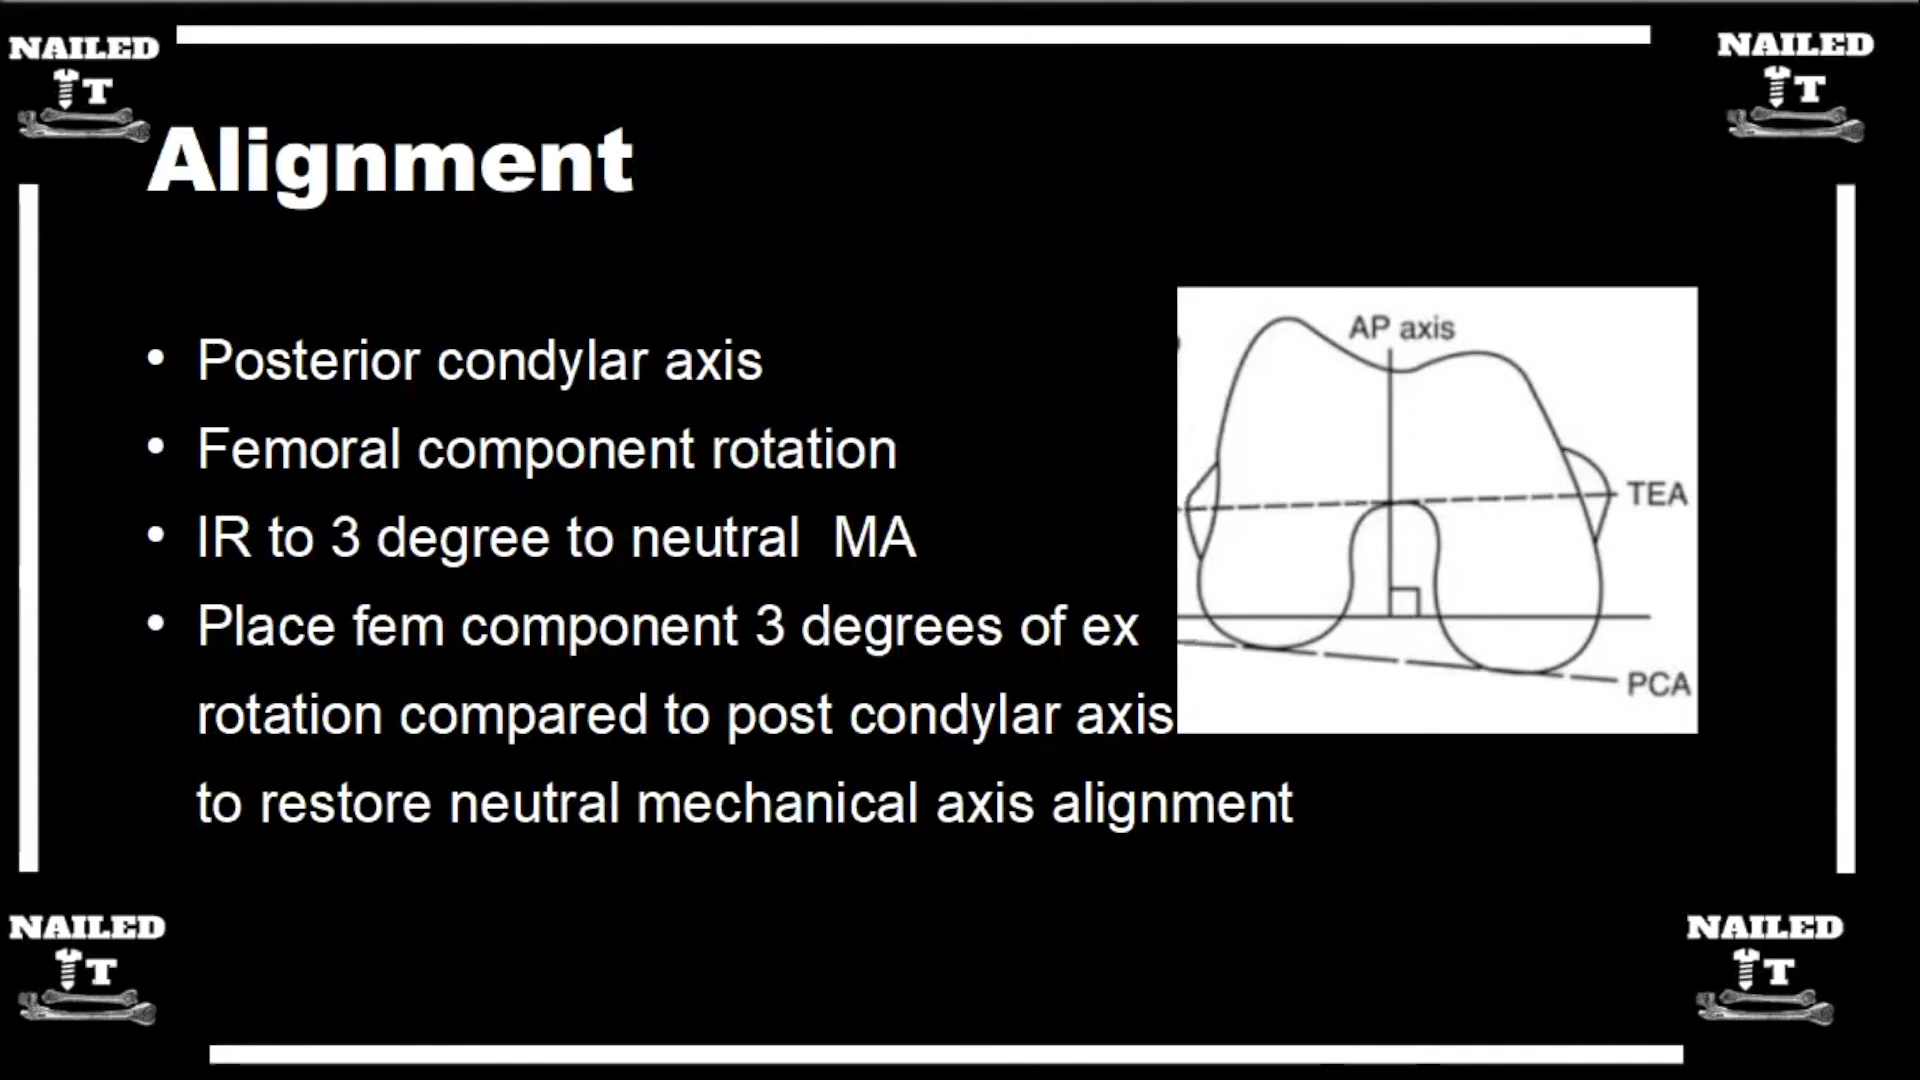 NAILED
IT
NAILED
IT
Alignment
• Posterior condylar axis
• Femoral component rotation
• IR to 3 degree to neutral  MA
• Place fem component 3 degrees of ex
rotation compared to post condylar axis
to restore neutral mechanical axis alignment
AP axis
TEA
PCA
NAILED
IT
NAILED
IT